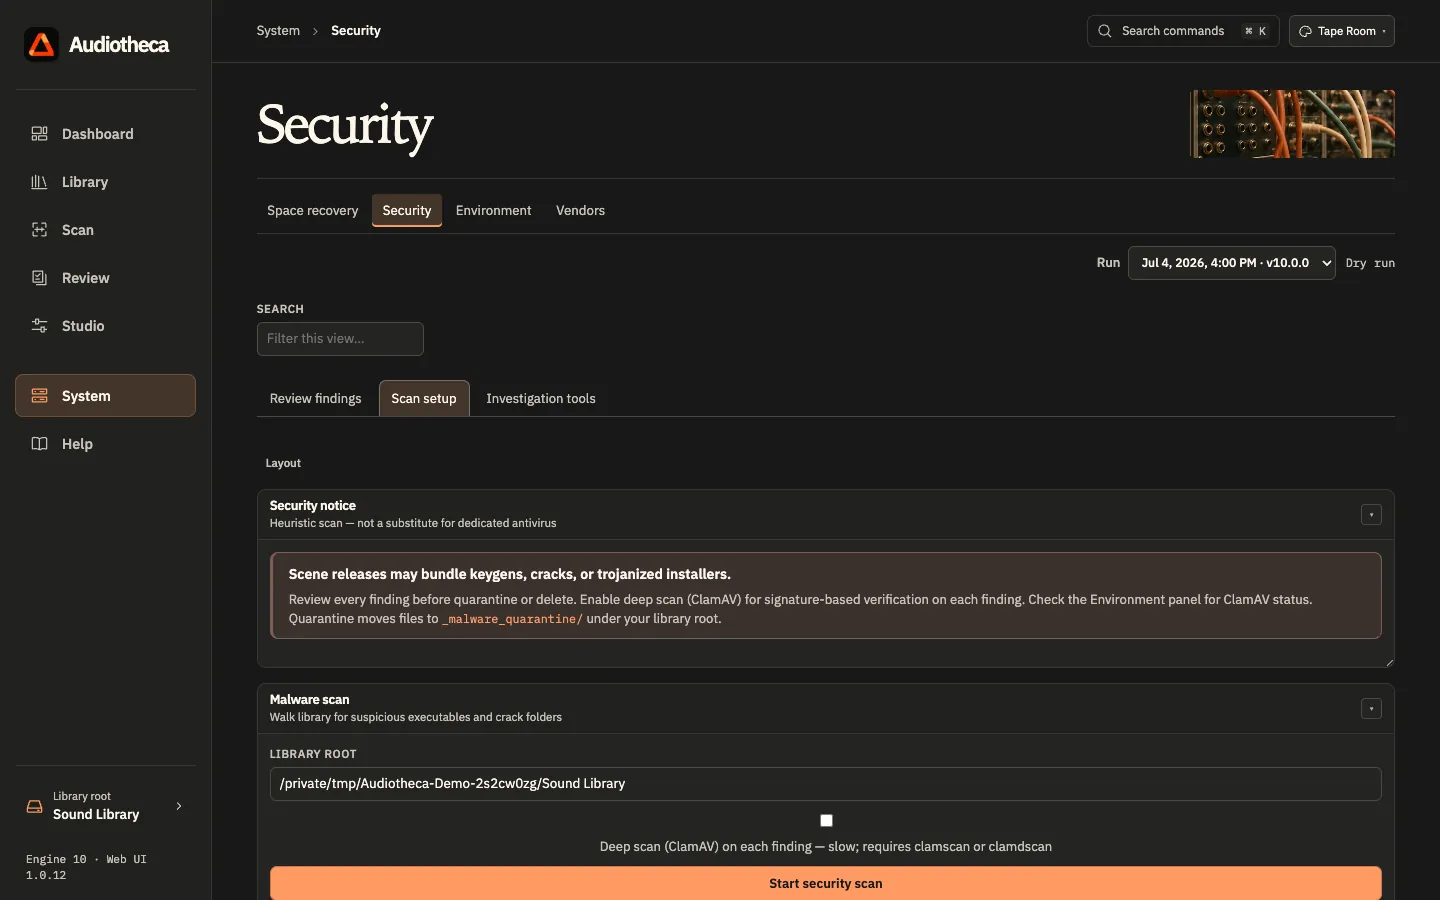 Audiotheca
System > Security
Search commands ⌘ K
Tape Room
Dashboard
Library
Scan
Review
Studio
System
Help
Library root
Sound Library
Engine 10 · Web UI
1.0.12
Security
Space recovery Security Environment Vendors
Run Jul 4, 2026, 4:00 PM · v10.0.0 Dry run
SEARCH
Filter this view...
Review findings Scan setup Investigation tools
Layout
Security notice
Heuristic scan — not a substitute for dedicated antivirus
Scene releases may bundle keygens, cracks, or trojanized installers.
Review every finding before quarantine or delete. Enable deep scan (ClamAV) for signature-based verification on each finding. Check the Environment panel for ClamAV status.
Quarantine moves files to _malware_quarantine/ under your library root.
Malware scan
Walk library for suspicious executables and crack folders
LIBRARY ROOT
/private/tmp/Audiotheca-Demo-2s2cw0zg/Sound Library
Deep scan (ClamAV) on each finding — slow; requires clamscan or clamdscan
Start security scan